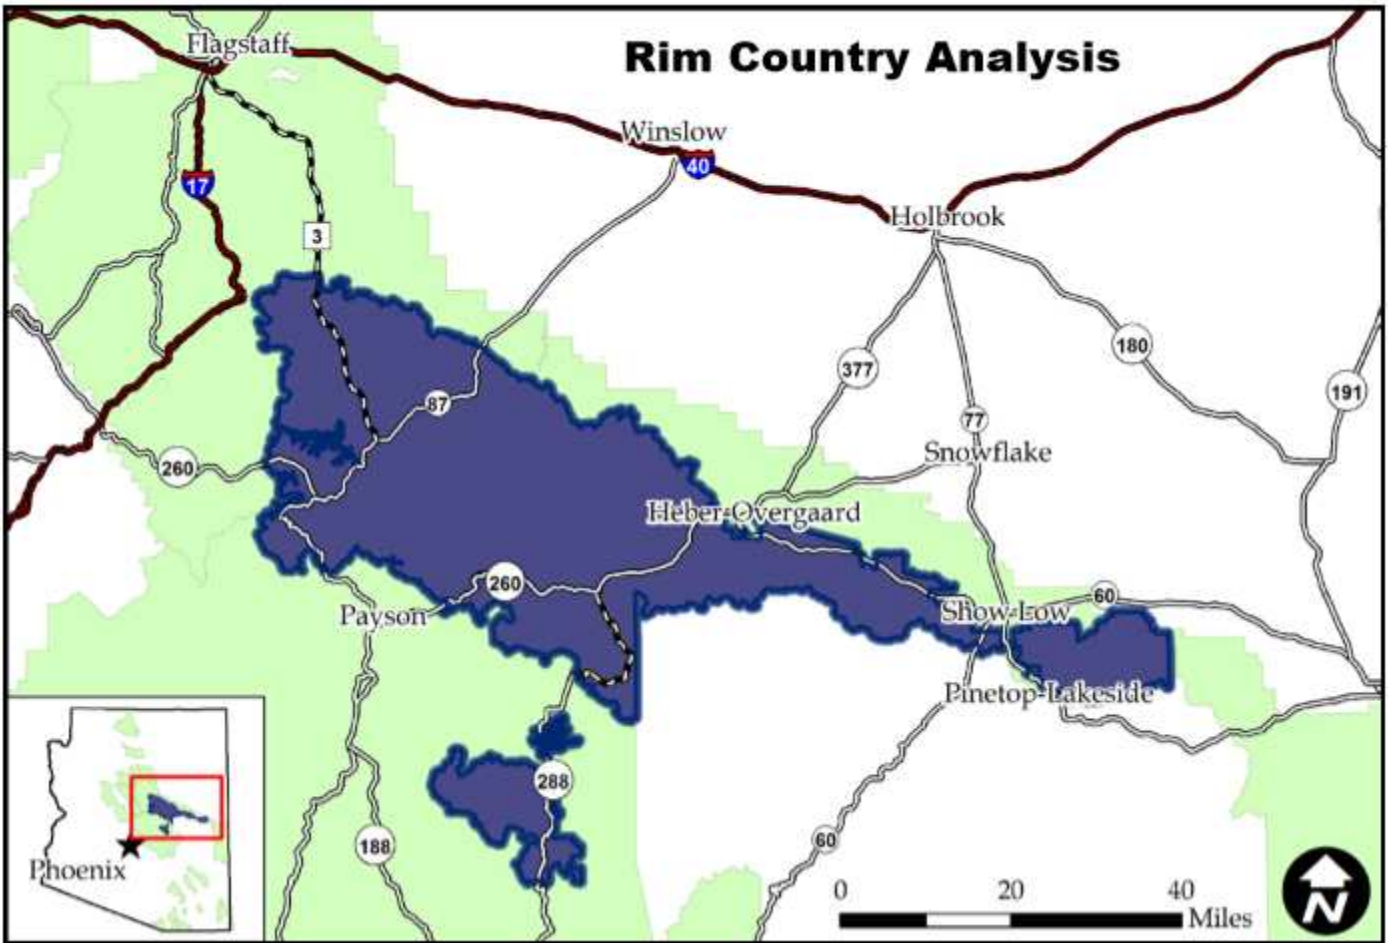 Flagstaff
Rim Country Analysis
Winslow
40
17
Holbrook
3
180
377
191
87
77
Snowflake
260
Heber-Overgaard
260
60
Show Low
Payson
Pinetop-Lakeside
288
60
188
Phoenix
0 20 40
Miles
N